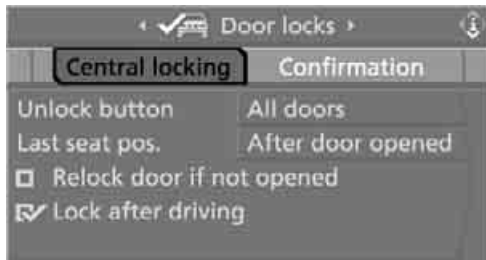 Door locks
Central locking Confirmation
Unlock button All doors
Last seat pos. After door opened
Relock door if not opened
Lock after driving